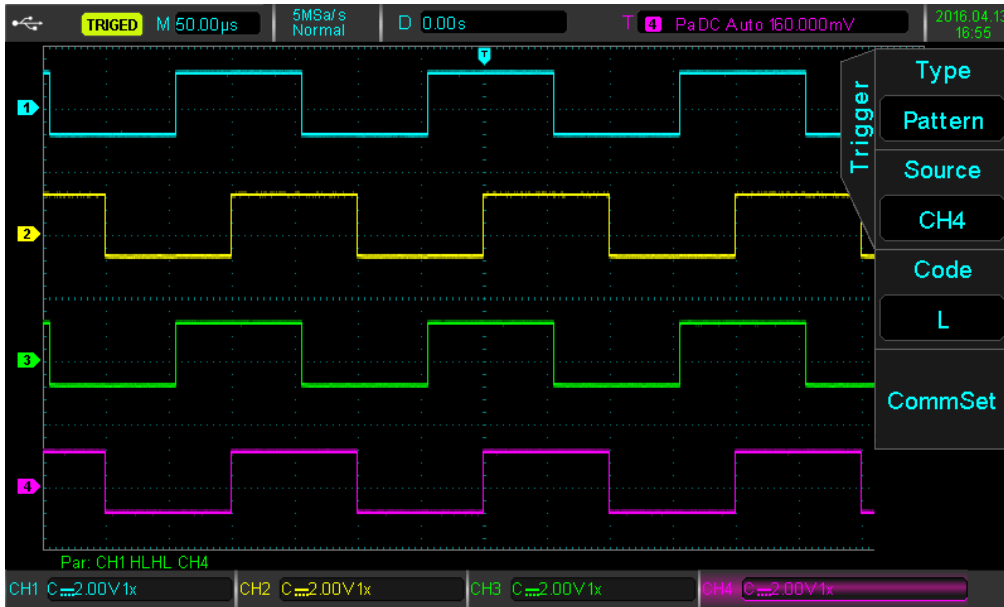 TRIGED M 50.00µs 5MSa/s Normal D 0.00s T 4 PaDC Auto 160.000mV 2016.04.13 16:55
T
Trigger
Type
Pattern
Source
CH4
Code
L
CommSet
1
2
3
4
Par: CH1 HLHL CH4
CH1 C 2.00V 1x CH2 C 2.00V 1x CH3 C 2.00V 1x CH4 C 2.00V 1x